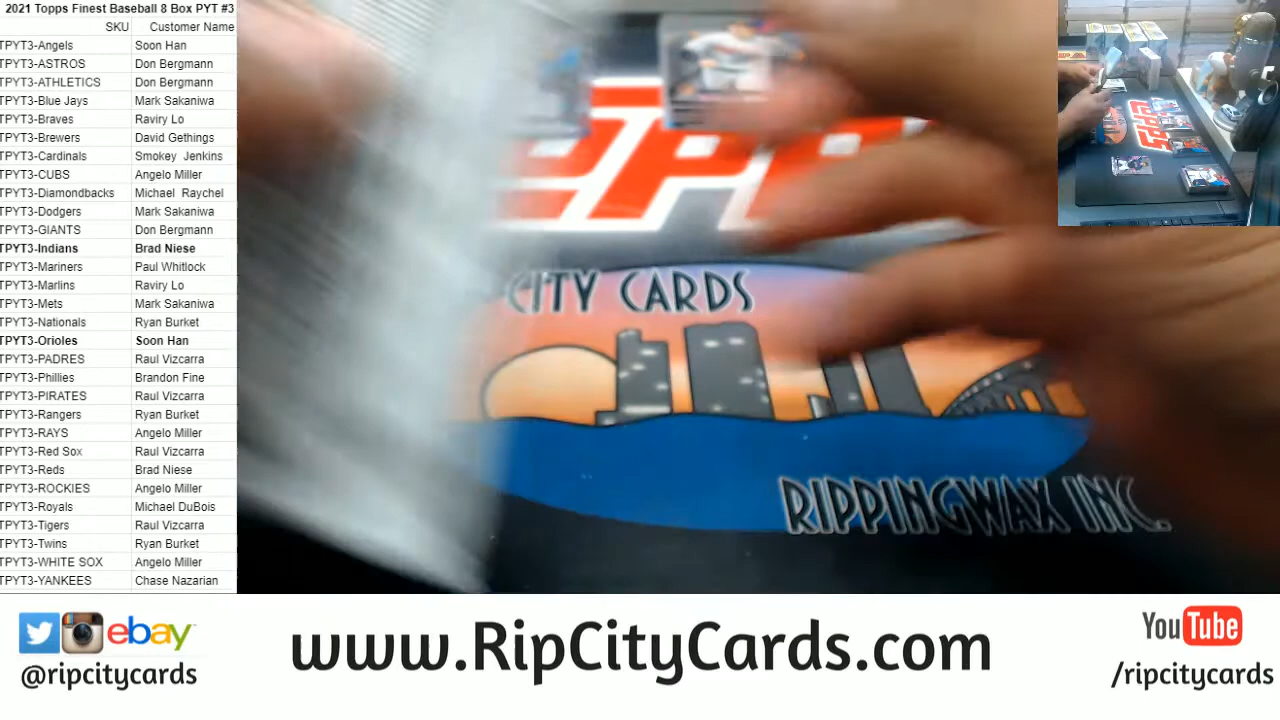 2021 Topps Finest Baseball 8 Box PYT #3
SKU Customer Name
TPYT3-Angels Soon Han
TPYT3-ASTROS Don Bergmann
TPYT3-ATHLETICS Don Bergmann
TPYT3-Blue Jays Mark Sakaniwa
TPYT3-Braves Raviry Lo
TPYT3-Brewers David Gethings
TPYT3-Cardinals Smokey Jenkins
TPYT3-CUBS Angelo Miller
TPYT3-Diamondbacks Michael Raychel
TPYT3-Dodgers Mark Sakaniwa
TPYT3-GIANTS Don Bergmann
TPYT3-Indians Brad Niese
TPYT3-Mariners Paul Whitlock
TPYT3-Marlins Raviry Lo
TPYT3-Mets Mark Sakaniwa
TPYT3-Nationals Ryan Burket
TPYT3-Orioles Soon Han
TPYT3-PADRES Raul Vizcarra
TPYT3-Phillies Brandon Fine
TPYT3-PIRATES Raul Vizcarra
TPYT3-Rangers Ryan Burket
TPYT3-RAYS Angelo Miller
TPYT3-Red Sox Raul Vizcarra
TPYT3-Reds Brad Niese
TPYT3-ROCKIES Angelo Miller
TPYT3-Royals Michael DuBois
TPYT3-Tigers Raul Vizcarra
TPYT3-Twins Ryan Burket
TPYT3-WHITE SOX Angelo Miller
TPYT3-YANKEES Chase Nazarian
CITY CARDS
RIPPINGWAX INC.
ebay
@ripcitycards
www.RipCityCards.com
YouTube
/ripcitycards